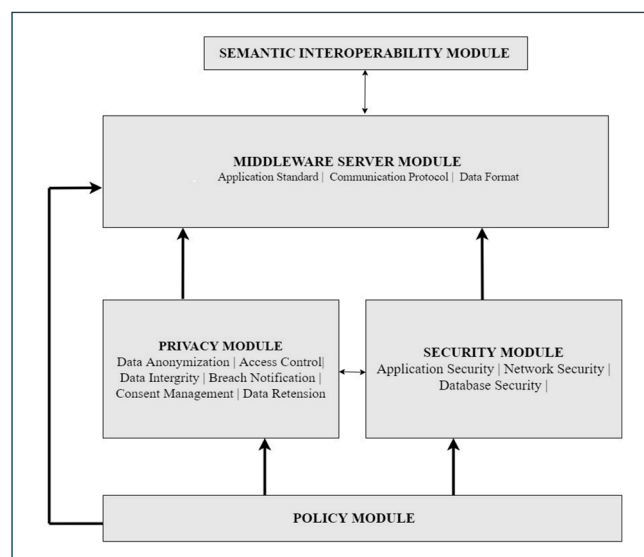 SEMANTIC INTEROPERABILITY MODULE
MIDDLEWARE SERVER MODULE
Application Standard | Communication Protocol | Data Format
PRIVACY MODULE
Data Anonymization | Access Control|
Data Intergrity | Breach Notification |
Consent Management | Data Retension
SECURITY MODULE
Application Security | Network Security |
Database Security |
POLICY MODULE